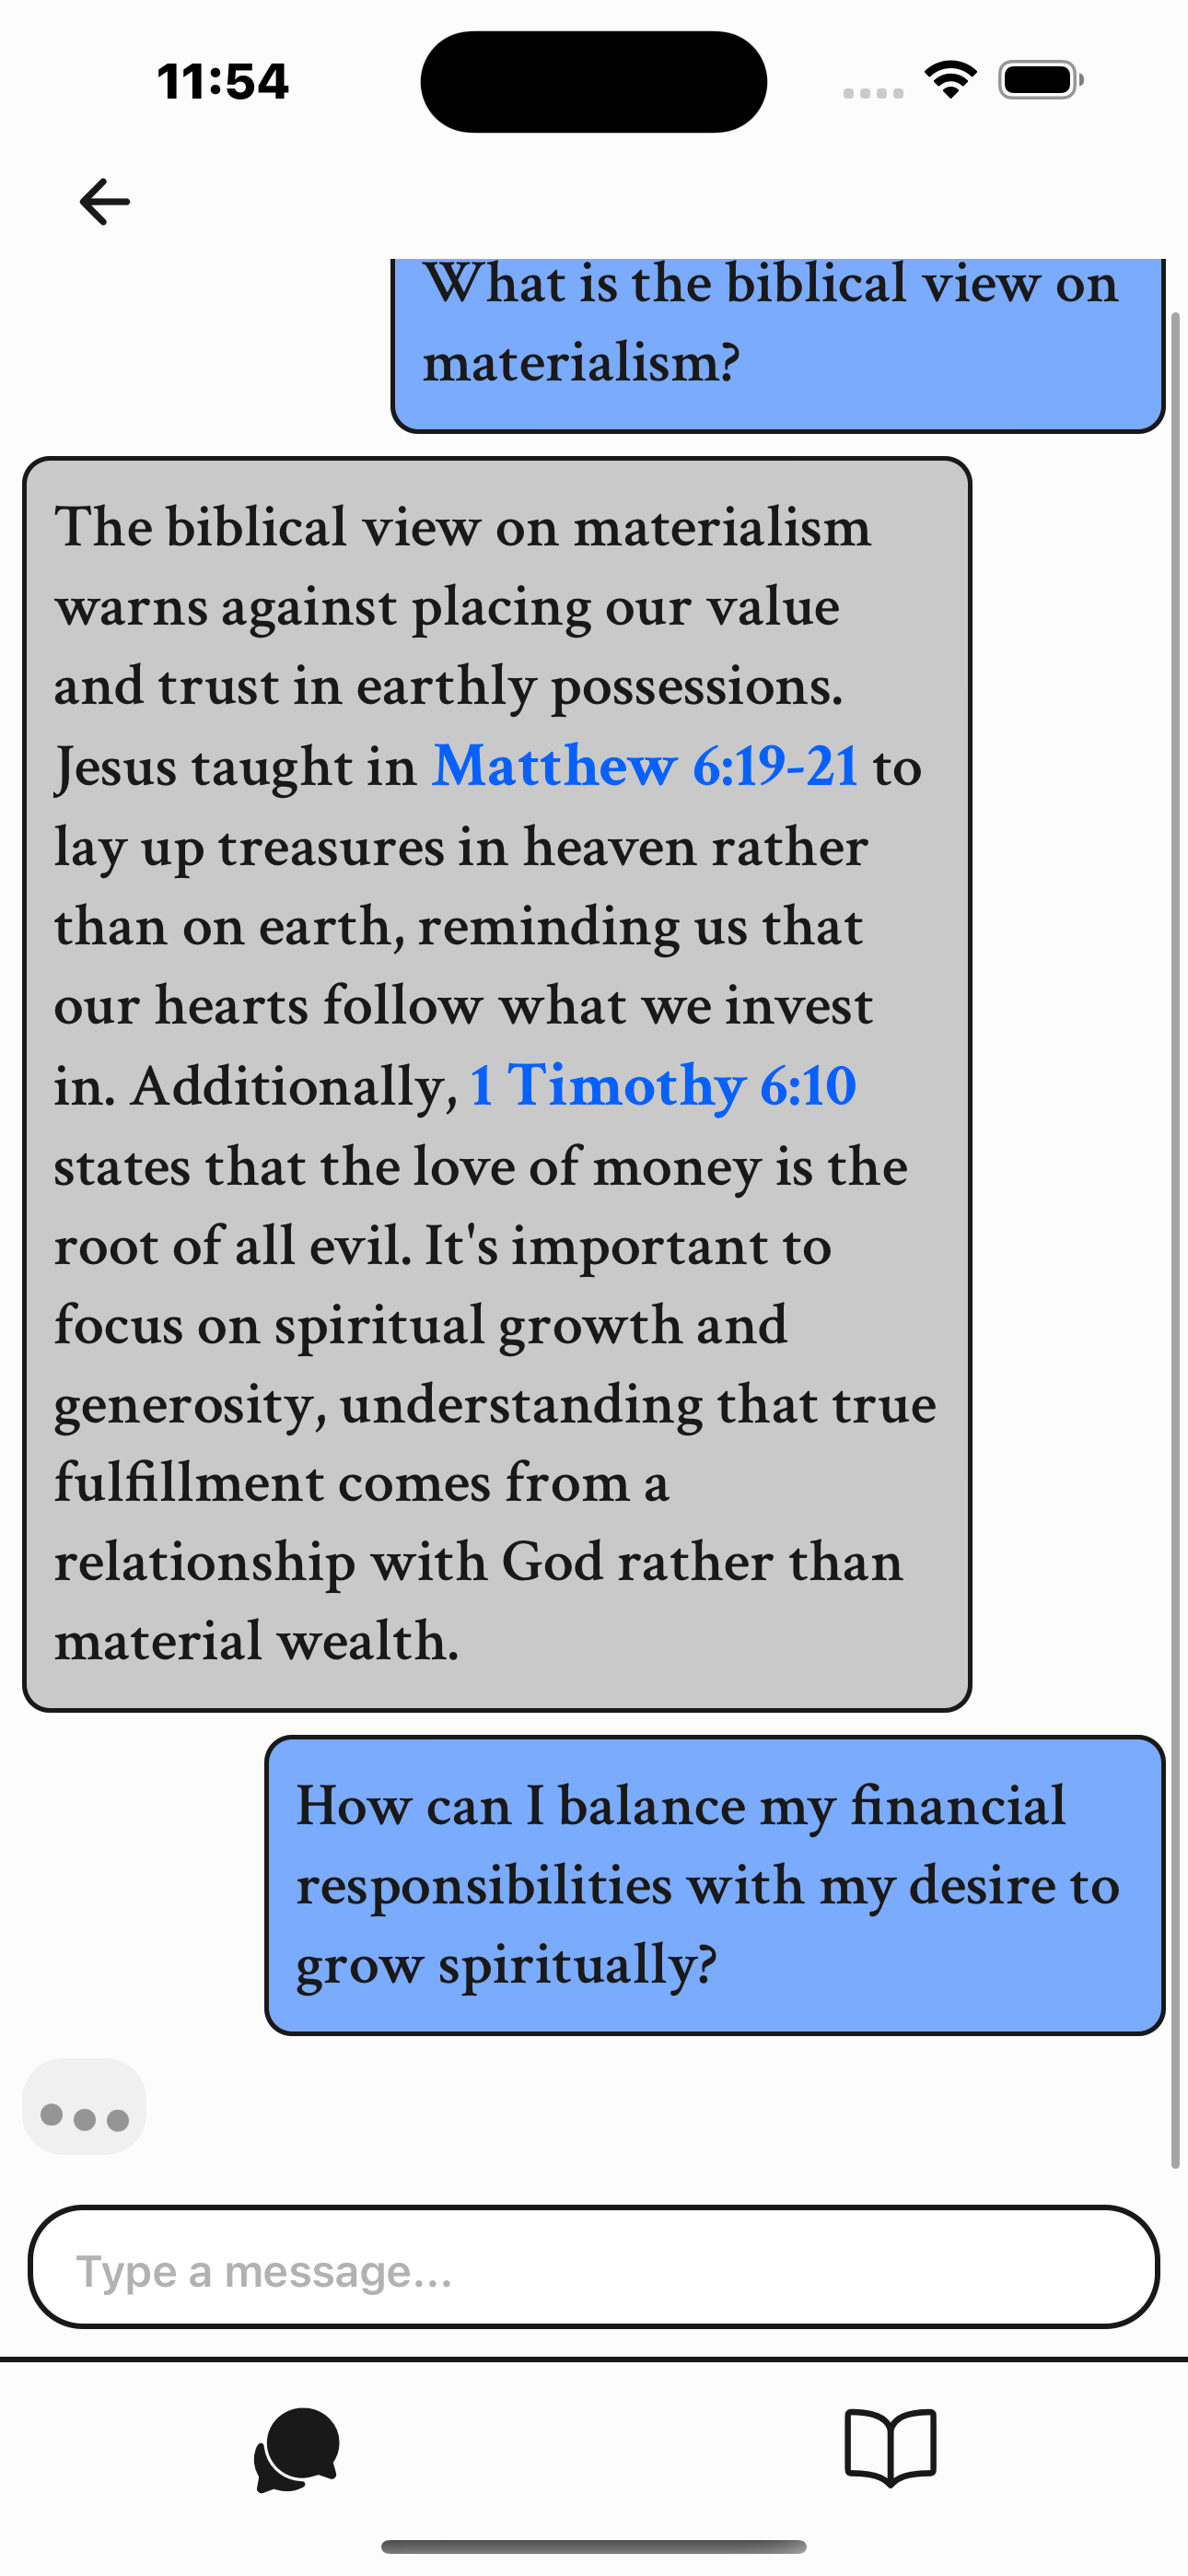 11:54
What is the biblical view on
materialism?
The biblical view on materialism
warns against placing our value
and trust in earthly possessions.
Jesus taught in Matthew 6:19-21 to
lay up treasures in heaven rather
than on earth, reminding us that
our hearts follow what we invest
in. Additionally, 1 Timothy 6:10
states that the love of money is the
root of all evil. It's important to
focus on spiritual growth and
generosity, understanding that true
fulfillment comes from a
relationship with God rather than
material wealth.
How can I balance my financial
responsibilities with my desire to
grow spiritually?
Type a message...